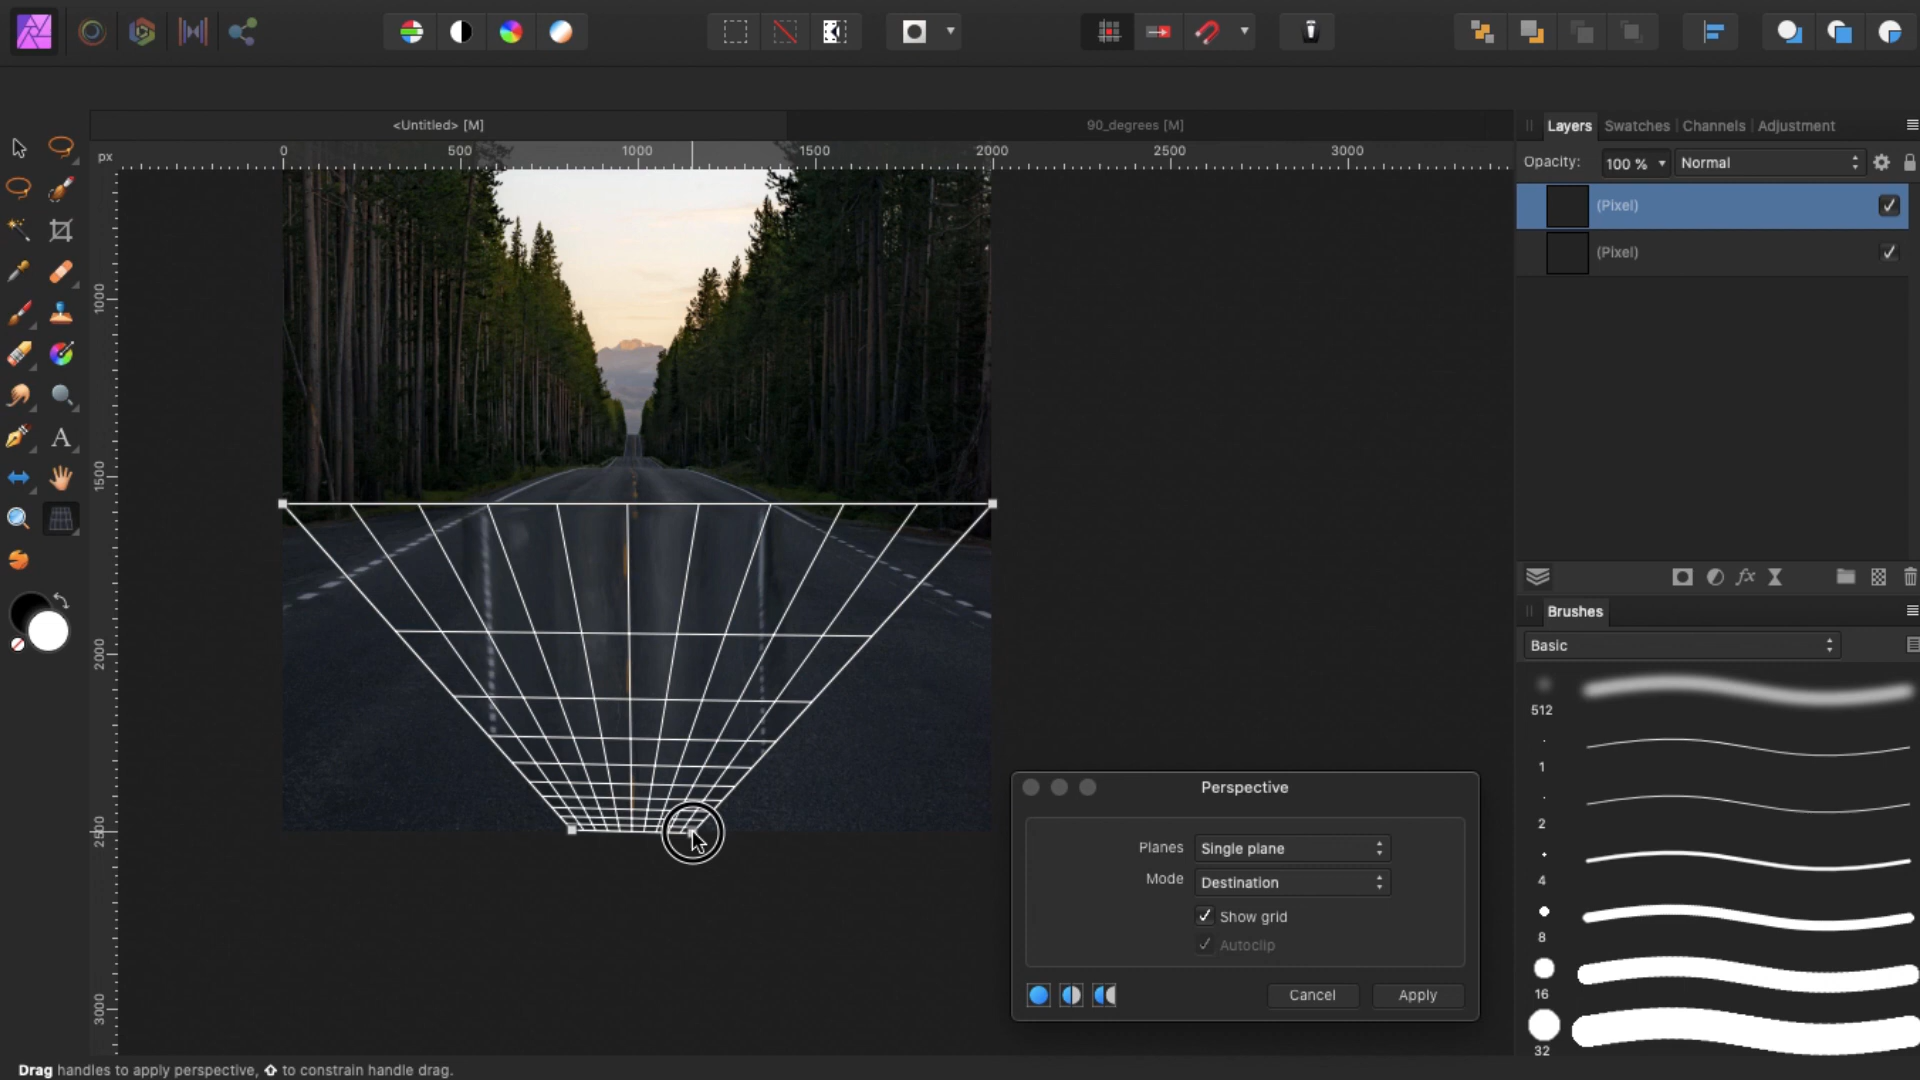 <Untitled> [M]
90_degrees [M]
px
0
500
1000
1500
2000
2500
3000
1000
1500
2000
2500
3000
Layers
Swatches
Channels
Adjustment
Opacity:
100 %
Normal
(Pixel)
(Pixel)
fx
Brushes
Basic
512
1
2
4
8
16
32
A
Perspective
Planes
Single plane
Mode
Destination
Show grid
Autoclip
Cancel
Apply
Drag handles to apply perspective, ⇧ to constrain handle drag.